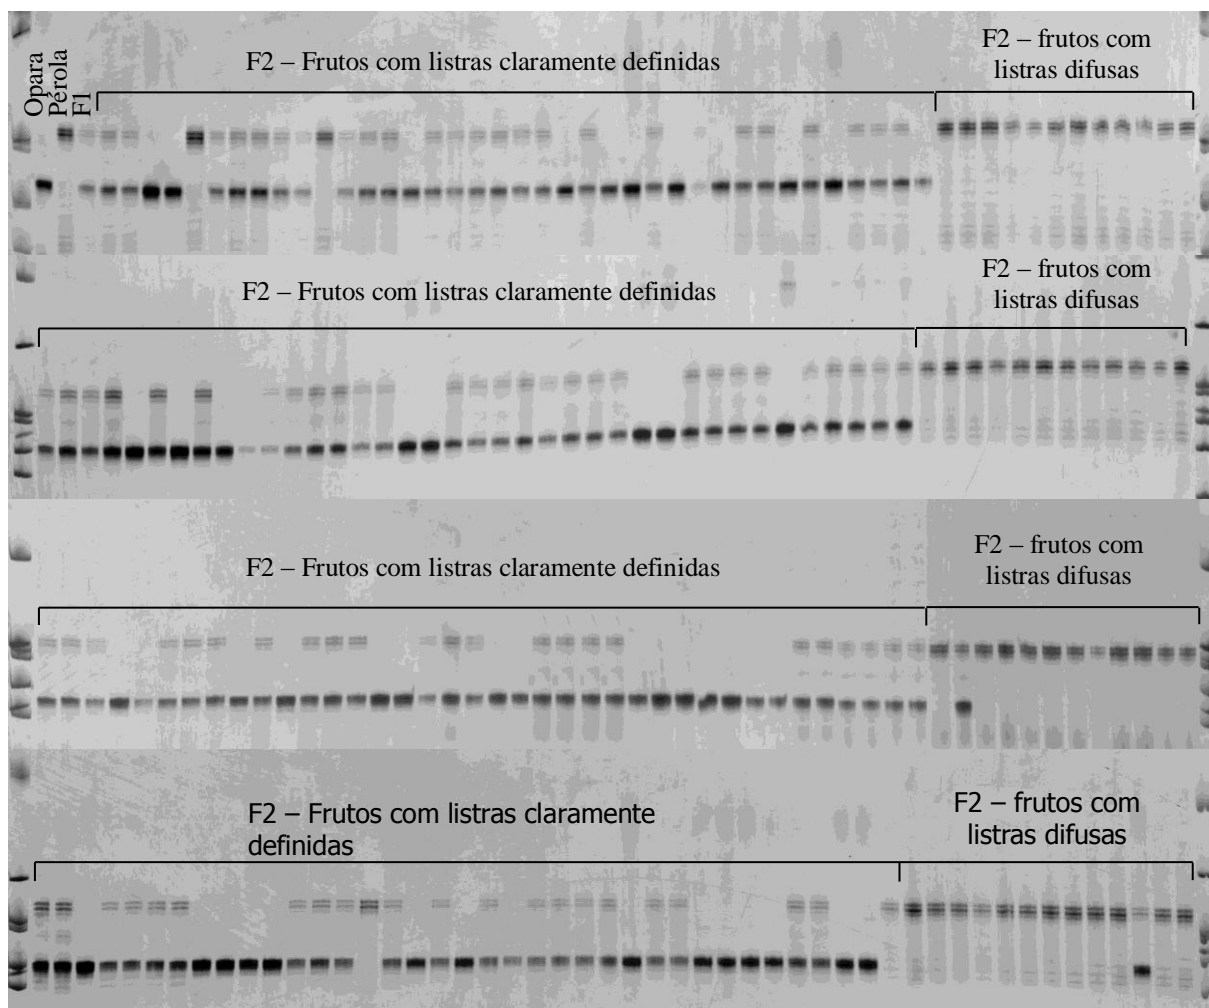 Opara
Pérola
F1
F2 – Frutos com listras claramente definidas
F2 – frutos com
listras difusas
F2 – Frutos com listras claramente definidas
F2 – frutos com
listras difusas
F2 – Frutos com listras claramente definidas
F2 – frutos com
listras difusas
F2 – Frutos com listras claramente
definidas
F2 – frutos com
listras difusas